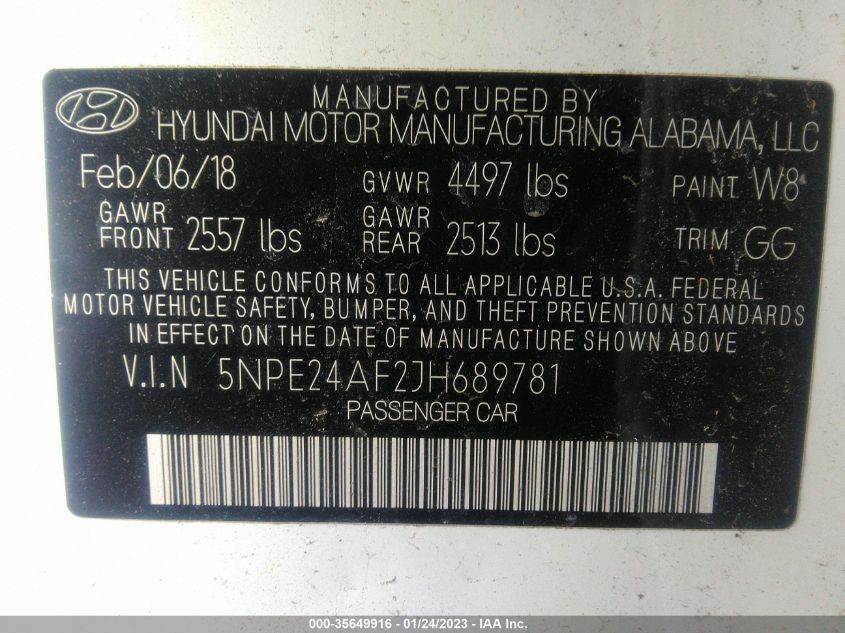 MANUFACTURED BY
HYUNDAI MOTOR MANUFACTURING ALABAMA, LLC
Feb/06/18 GVWR 4497 lbs PAINT W8
GAWR FRONT 2557 lbs GAWR REAR 2513 lbs TRIM GG
THIS VEHICLE CONFORMS TO ALL APPLICABLE U.S.A. FEDERAL
MOTOR VEHICLE SAFETY, BUMPER, AND THEFT PREVENTION STANDARDS
IN EFFECT ON THE DATE OF MANUFACTURE SHOWN ABOVE
V.I.N 5NPE24AF2JH689781
PASSENGER CAR
000-35649916 - 01/24/2023 - IAA Inc.